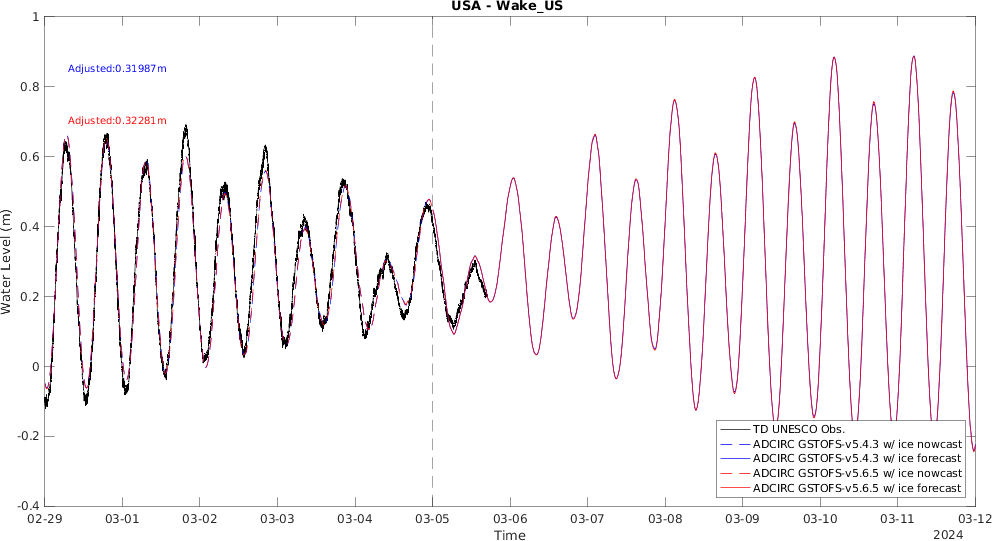 USA - Wake_US
1
0.8
0.6
0.4
0.2
0
-0.2
-0.4
Water Level (m)
Adjusted:0.31987m
Adjusted:0.32281m
TD UNESCO Obs.
ADCIRC GSTOFS-v5.4.3 w/ ice nowcast
ADCIRC GSTOFS-v5.4.3 w/ ice forecast
ADCIRC GSTOFS-v5.6.5 w/ ice nowcast
ADCIRC GSTOFS-v5.6.5 w/ ice forecast
02-29 03-01 03-02 03-03 03-04 03-05 03-06 03-07 03-08 03-09 03-10 03-11 03-12
Time
2024